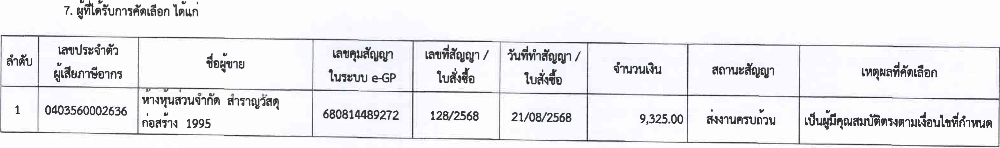 7. ผู้ที่ได้รับการคัดเลือก ได้แก่
ลำดับ
เลขประจำตัว
ผู้เสียภาษีอากร
ชื่อผู้ขาย
เลขคุมสัญญา
ในระบบ e-GP
เลขที่สัญญา /
ใบสั่งซื้อ
วันที่ทำสัญญา /
ใบสั่งซื้อ
จำนวนเงิน
สถานะสัญญา
เหตุผลที่คัดเลือก
1
0403560002636
ห้างหุ้นส่วนจำกัด สำราญวัสดุ
ก่อสร้าง 1995
680814489272
128/2568
21/08/2568
9,325.00
ส่งงานครบถ้วน
เป็นผู้มีคุณสมบัติตรงตามเงื่อนไขที่กำหนด